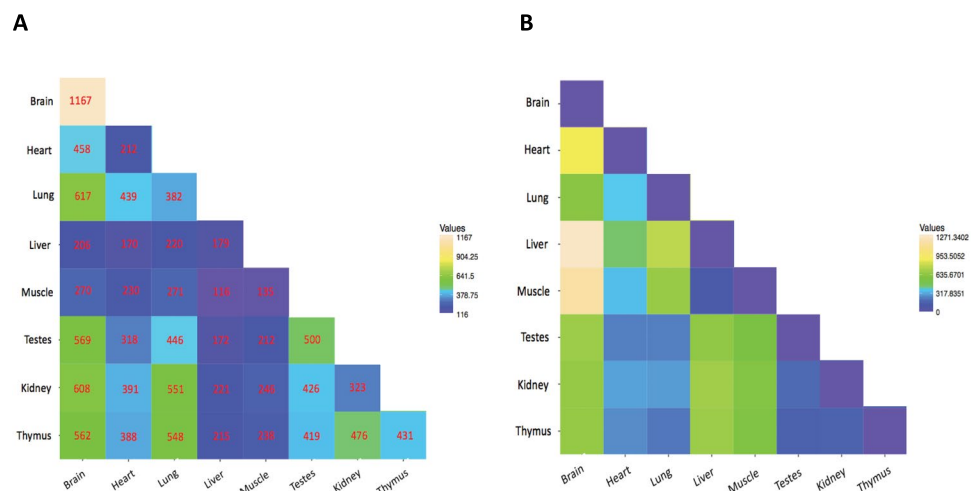 A
B
Brain 1167
Heart 458
Lung 617 439 382
Liver 220
Muscle 271
Testes 569 318 446 212 500
Kidney 608 391 551 426 323
Thymus 562 388 548 419 476 431
Brain Heart Lung Liver Muscle Testes Kidney Thymus
Values
1167
904.25
641.5
378.75
116
Brain
Heart
Lung
Liver
Muscle
Testes
Kidney
Thymus
Brain Heart Lung Liver Muscle Testes Kidney Thymus
Values
1271.3402
953.5052
635.6701
317.8351
0